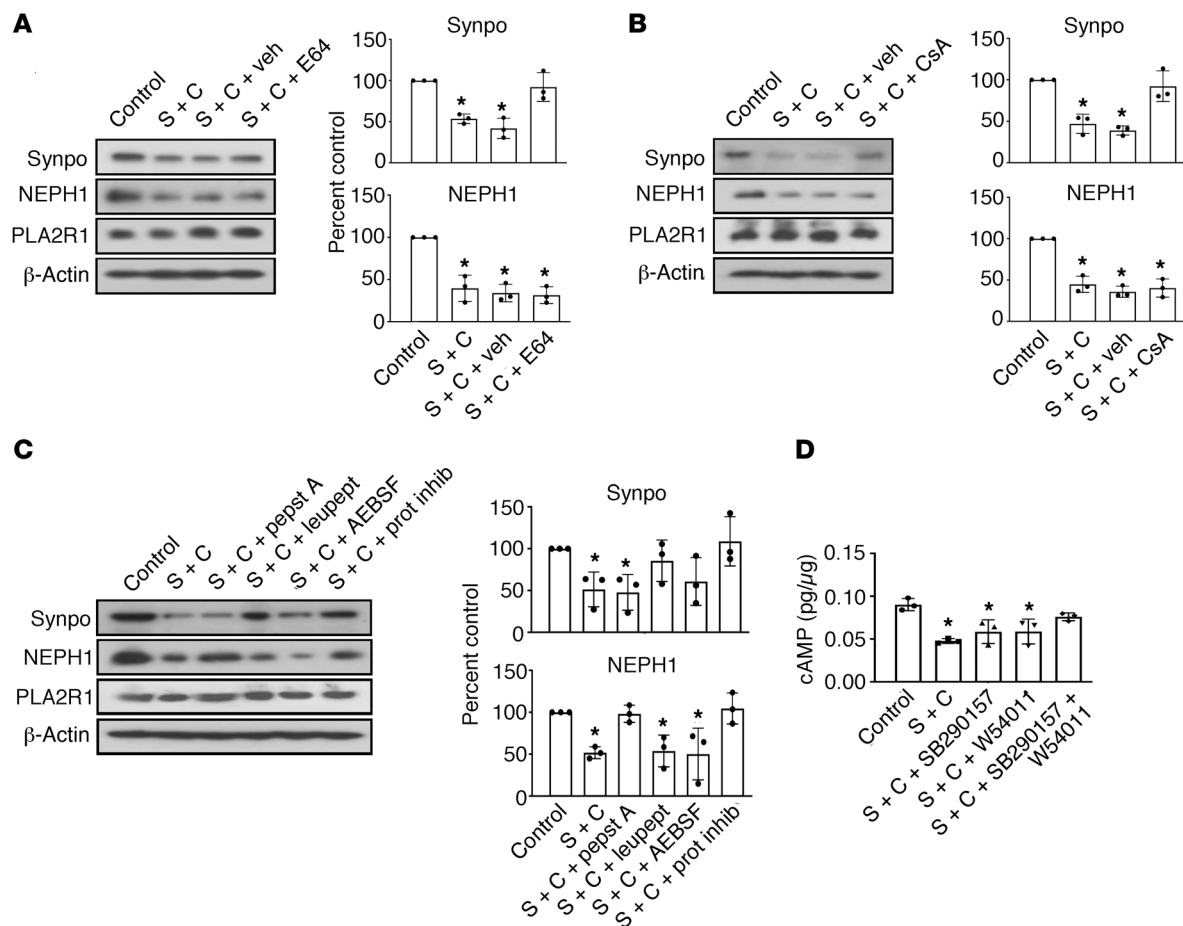 A
Control
S + C
S + C + veh
S + C + E64
Synpo
NEPH1
PLA2R1
β-Actin
Percent control
Synpo
150
100
50
0
NEPH1
150
100
50
0
* * 
* * *
Control
S + C
S + C + veh
S + C + E64
B
Control
S + C
S + C + veh
S + C + CsA
Synpo
NEPH1
PLA2R1
β-Actin
Synpo
150
100
50
0
* *
NEPH1
150
100
50
0
* * *
Control
S + C
S + C + veh
S + C + CsA
C
Control
S + C
S + C + pepst A
S + C + leupept
S + C + AEBSF
S + C + prot inhib
Synpo
NEPH1
PLA2R1
β-Actin
Percent control
Synpo
150
100
50
0
* *
NEPH1
150
100
50
0
* * *
Control
S + C
S + C + pepst A
S + C + leupept
S + C + AEBSF
S + C + prot inhib
D
cAMP (pg/µg)
0.15
0.10
0.05
0.00
* * *
Control
S + C
S + C + SB290157
S + C + W54011
S + C + SB290157 +
W54011